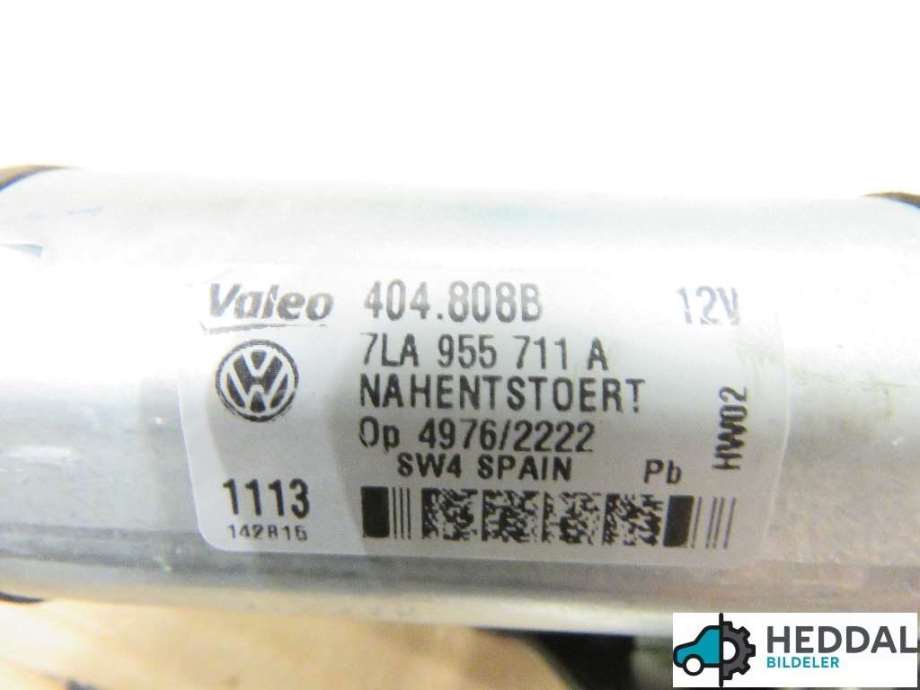 Valeo 404.808B 12V
7LA 955 711 A
NAHENTSTOERT
Op 4976/2222
HW02
SW4 SPAIN Pb
1113
142815
HEDDAL
BILDELER